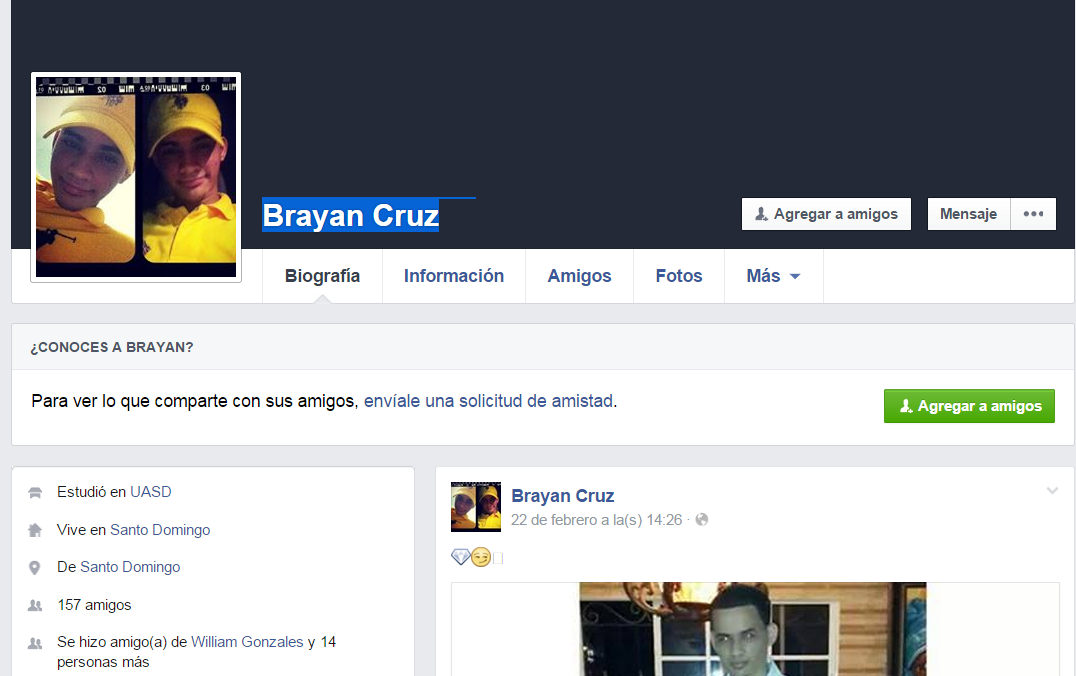 Brayan Cruz
Agregar a amigos
Mensaje
Biografía
Información
Amigos
Fotos
Más
¿CONOCES A BRAYAN?
Para ver lo que comparte con sus amigos, envíale una solicitud de amistad.
Agregar a amigos
Estudió en UASD
Vive en Santo Domingo
De Santo Domingo
157 amigos
Se hizo amigo(a) de William Gonzales y 14
personas más
Brayan Cruz
22 de febrero a la(s) 14:26 ·
💎😏